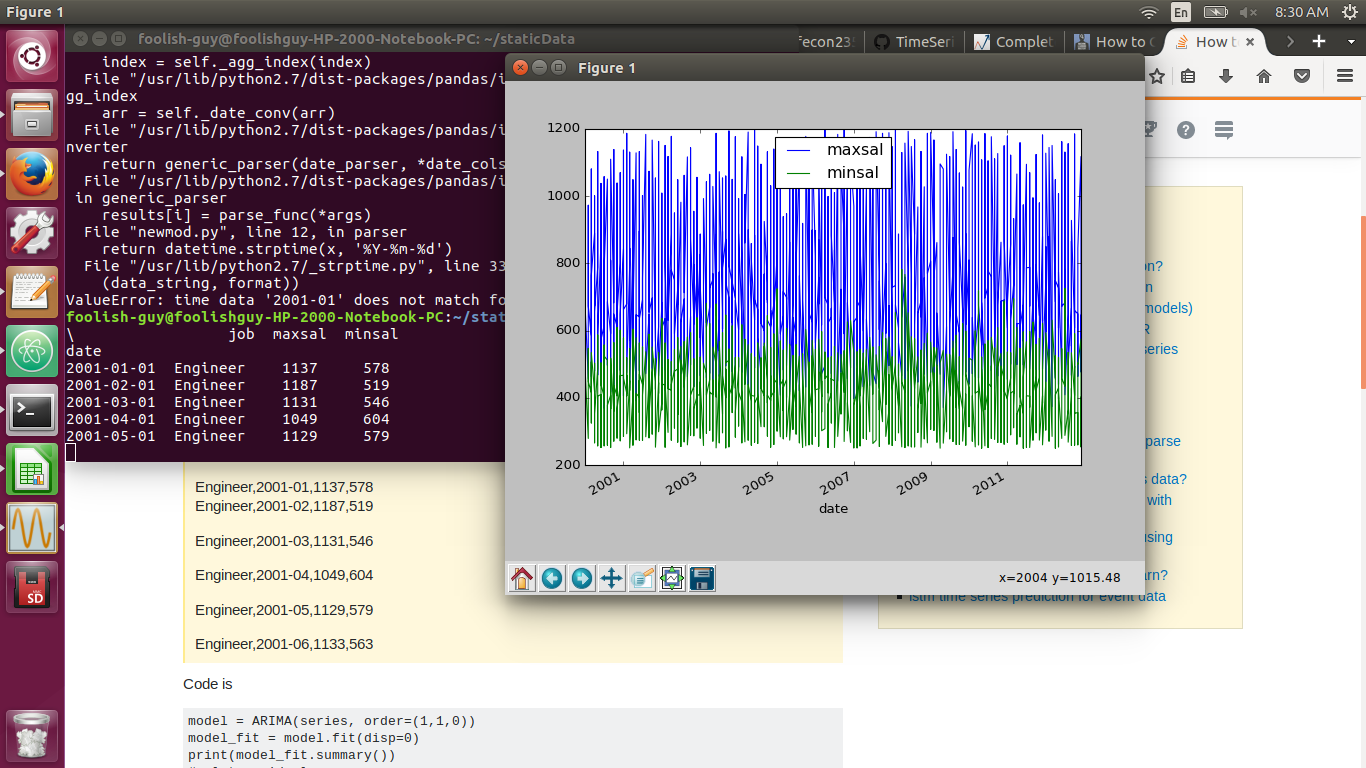 Figure 1
En
8:30 AM
foolish-guy@foolishguy-HP-2000-Notebook-PC: ~/staticData
fecon23
TimeSeri
Complet
How to
How to
index = self._agg_index(index)
File "/usr/lib/python2.7/dist-packages/pandas/i
gg_index
arr = self._date_conv(arr)
File "/usr/lib/python2.7/dist-packages/pandas/i
nverter
return generic_parser(date_parser, *date_cols
File "/usr/lib/python2.7/dist-packages/pandas/i
in generic_parser
results[i] = parse_func(*args)
File "newmod.py", line 12, in parser
return datetime.strptime(x, '%Y-%m-%d')
File "/usr/lib/python2.7/_strptime.py", line 33
(data_string, format))
ValueError: time data '2001-01' does not match fo
foolish-guy@foolishguy-HP-2000-Notebook-PC:~/stat
\ job maxsal minsal
date
2001-01-01 Engineer 1137 578
2001-02-01 Engineer 1187 519
2001-03-01 Engineer 1131 546
2001-04-01 Engineer 1049 604
2001-05-01 Engineer 1129 579
Figure 1
1200
1000
800
600
400
200
maxsal
minsal
2001
2003
2005
2007
2009
2011
date
x=2004 y=1015.48
on?
n
models)
R
series
parse
s data?
with
using
arn?
lstm time series prediction for event data
Engineer,2001-01,1137,578
Engineer,2001-02,1187,519
Engineer,2001-03,1131,546
Engineer,2001-04,1049,604
Engineer,2001-05,1129,579
Engineer,2001-06,1133,563
Code is
model = ARIMA(series, order=(1,1,0))
model_fit = model.fit(disp=0)
print(model_fit.summary())
SD